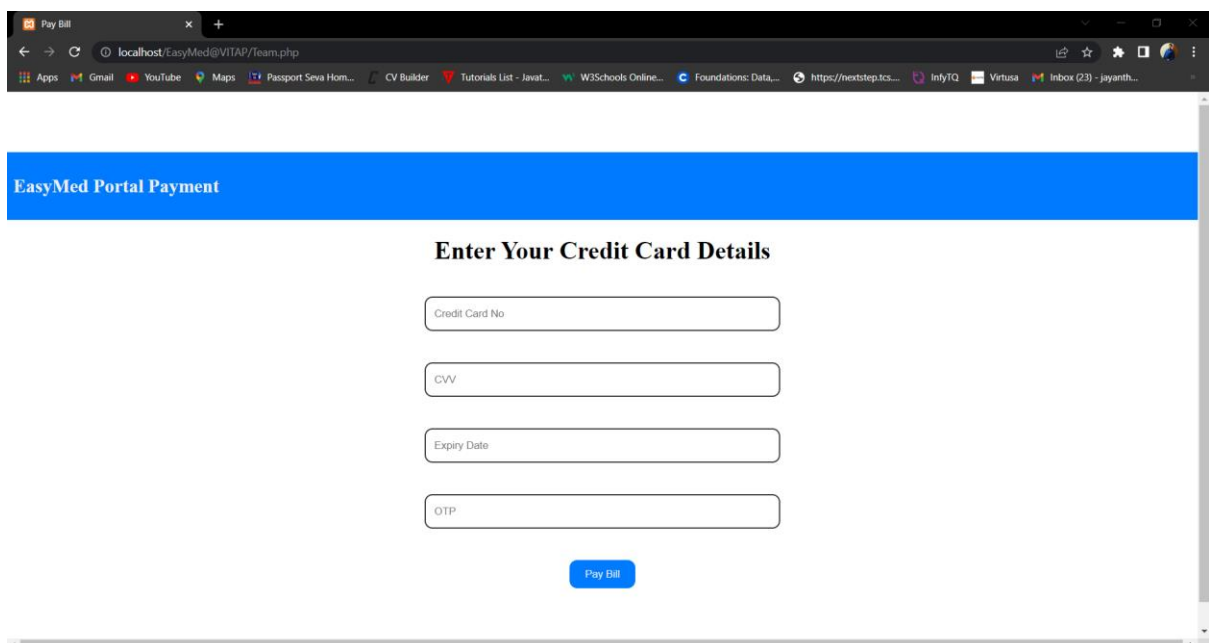 Pay Bill
localhost/EasyMed@VITAP/Team.php
Apps Gmail YouTube Maps Passport Seva Hom... CV Builder Tutorials List - Javat... W3Schools Online... Foundations: Data,... https://nextstep.tcs.... InfyTQ Virtusa Inbox (23) - jayanth...
EasyMed Portal Payment
Enter Your Credit Card Details
Credit Card No
CVV
Expiry Date
OTP
Pay Bill